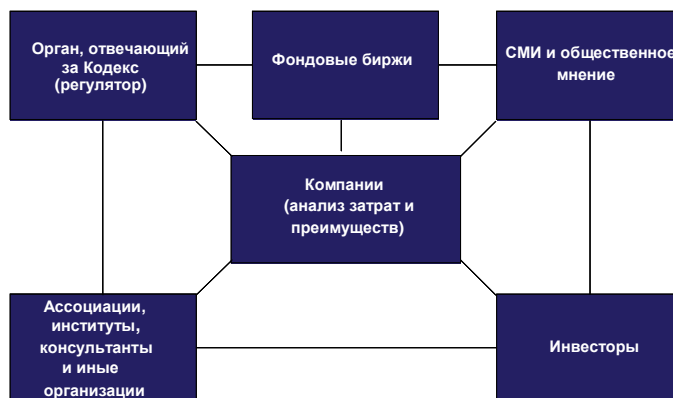 Орган, отвечающий
за Кодекс
(регулятор)
Фондовые биржи
СМИ и общественное
мнение
Компании
(анализ затрат и
преимуществ)
Ассоциации,
институты,
консультанты
и иные
организации
Инвесторы